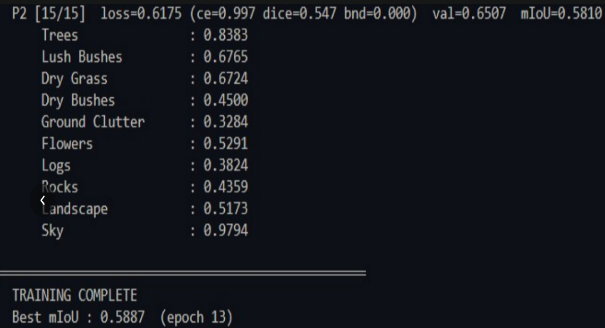 P2 [15/15] loss=0.6175 (ce=0.997 dice=0.547 bnd=0.000) val=0.6507 mIoU=0.5810
Trees : 0.8383
Lush Bushes : 0.6765
Dry Grass : 0.6724
Dry Bushes : 0.4500
Ground Clutter : 0.3284
Flowers : 0.5291
Logs : 0.3824
Rocks : 0.4359
Landscape : 0.5173
Sky : 0.9794
TRAINING COMPLETE
Best mIoU : 0.5887 (epoch 13)